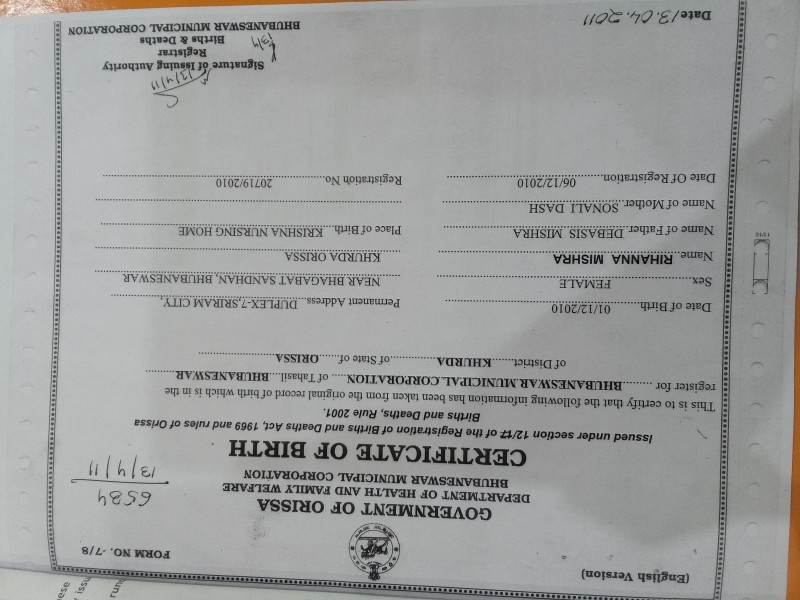 (English Version)
FORM NO. -7/8
GOVERNMENT OF ORISSA
DEPARTMENT OF HEALTH AND FAMILY WELFARE
BHUBANESWAR MUNICIPAL CORPORATION
6584
13/4/11
CERTIFICATE OF BIRTH
Issued under section 12/17 of the Registration of Births and Deaths Act, 1969 and rules of Orissa
Births and Deaths, Rule, 2001.
This is to certify that the following information has been taken from the original record of birth which is in the
register for ........BHUBANESWAR MUNICIPAL CORPORATION..... of Tahasil ....BHUBANESWAR........
of District.......KHURDA............of State of.....ORISSA....................
Date of Birth 01/12/2010
Sex FEMALE
Name RIHANNA MISHRA
Name of Father DEBASIS MISHRA
Name of Mother SONALI DASH
Date Of Registration 06/12/2010
Permanent Address DUPLEX-7,SRIRAM CITY,
NEAR BHAGABAT SANDHAN, BHUBANESWAR
KHURDA ORISSA
Place of Birth KRISHNA NURSING HOME
Registration No. 20719/2010
13/4/11
Signature of Issuing Authority
Registrar
Births & Deaths
13/4
BHUBANESWAR MUNICIPAL CORPORATION
Date 13.04.2011